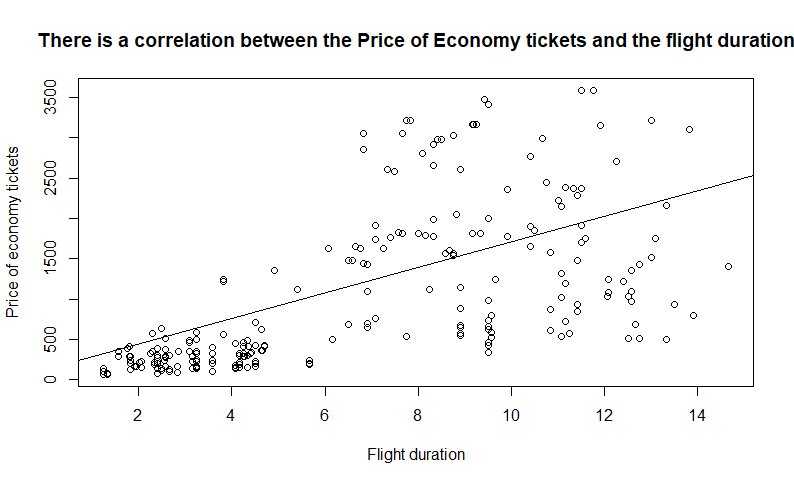 There is a correlation between the Price of Economy tickets and the flight duration
Price of economy tickets
3500
2500
1500
500
0
2 4 6 8 10 12 14
Flight duration